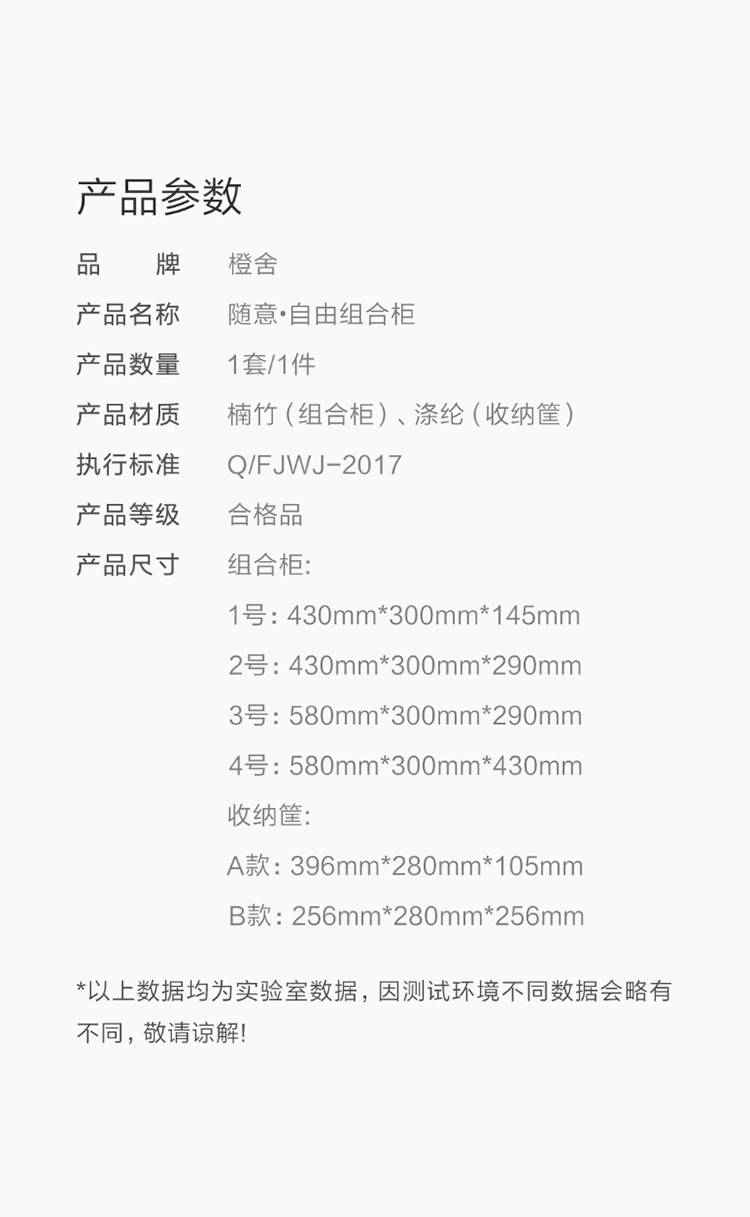 产品参数
品 牌 橙舍
产品名称 随意•自由组合柜
产品数量 1套/1件
产品材质 楠竹（组合柜）、涤纶（收纳筐）
执行标准 Q/FJWJ-2017
产品等级 合格品
产品尺寸 组合柜:
1号: 430mm*300mm*145mm
2号: 430mm*300mm*290mm
3号: 580mm*300mm*290mm
4号: 580mm*300mm*430mm
收纳筐:
A款: 396mm*280mm*105mm
B款: 256mm*280mm*256mm
*以上数据均为实验室数据, 因测试环境不同数据会略有
不同, 敬请谅解!